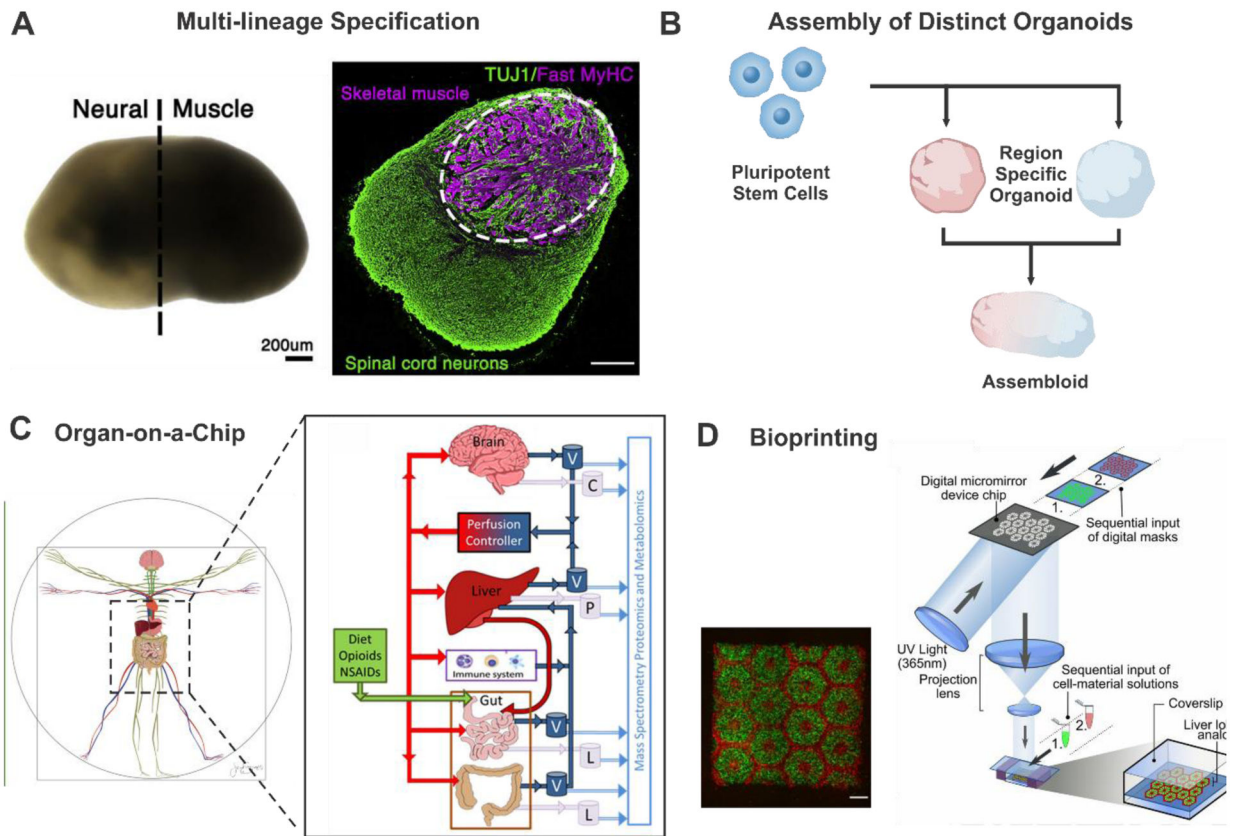 A
Multi-lineage Specification
Neural
Muscle
200um
TUJ1/Fast MyHC
Skeletal muscle
Spinal cord neurons
B
Assembly of Distinct Organoids
Pluripotent
Stem Cells
Region
Specific
Organoid
Assembloid
C
Organ-on-a-Chip
Brain
V
C
Perfusion
Controller
Liver
V
P
Diet
Opioids
NSAIDs
Immune system
Gut
V
L
V
L
Mass Spectrometry Proteomics and Metabolomics
D
Bioprinting
Digital micromirror
device chip
2.
1.
Sequential input
of digital masks
UV Light
(365nm)
Projection
lens
Sequential input of
cell-material solutions
2.
1.
Coverslip
Liver lo
analo